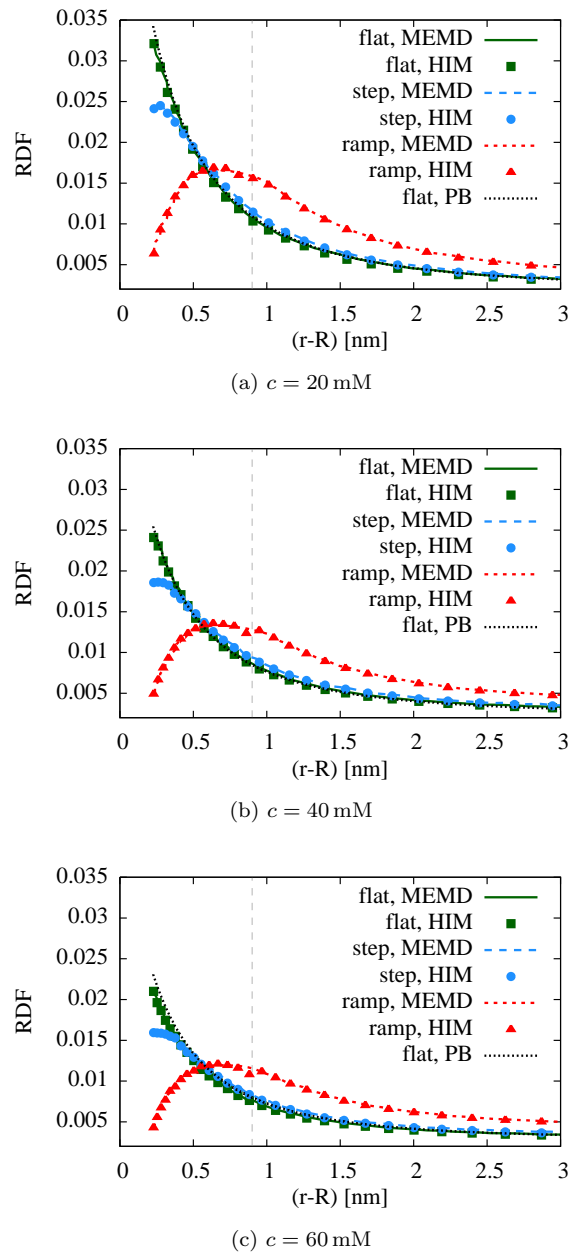 0.035
0.03
0.025
0.02
0.015
0.01
0.005
RDF
flat, MEMD
flat, HIM
step, MEMD
step, HIM
ramp, MEMD
ramp, HIM
flat, PB
0 0.5 1 1.5 2 2.5 3
(r-R) [nm]
(a) c = 20 mM
0.035
0.03
0.025
0.02
0.015
0.01
0.005
RDF
flat, MEMD
flat, HIM
step, MEMD
step, HIM
ramp, MEMD
ramp, HIM
flat, PB
0 0.5 1 1.5 2 2.5 3
(r-R) [nm]
(b) c = 40 mM
0.035
0.03
0.025
0.02
0.015
0.01
0.005
RDF
flat, MEMD
flat, HIM
step, MEMD
step, HIM
ramp, MEMD
ramp, HIM
flat, PB
0 0.5 1 1.5 2 2.5 3
(r-R) [nm]
(c) c = 60 mM